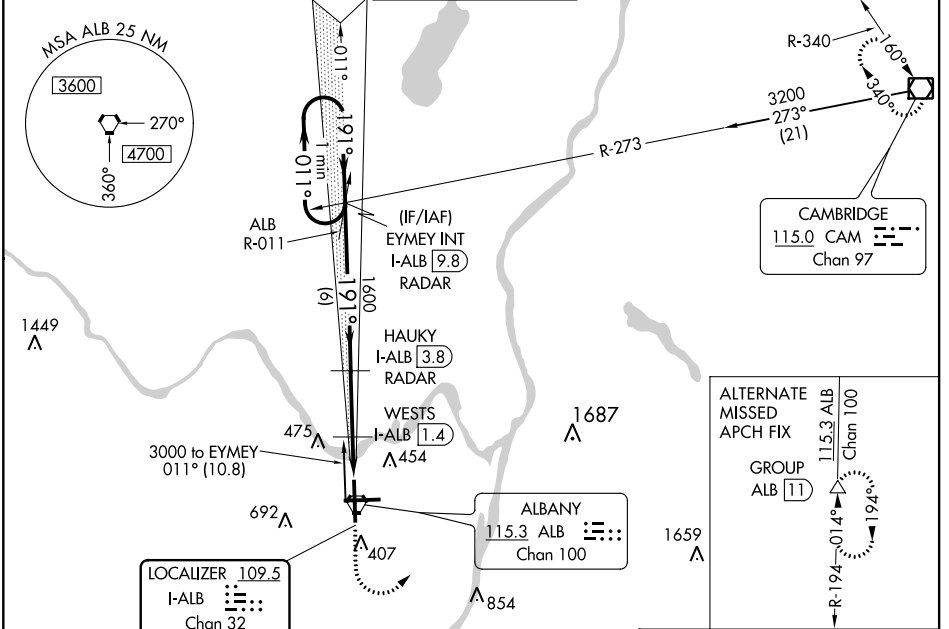 MSA ALB 25 NM
3600
270°
4700
360°
011°
191°
1 min
011°
ALB
R-011
(IF/IAF)
EYMEY INT
I-ALB 9.8
RADAR
R-273
3200
273°
(21)
R-340
160°
340°
CAMBRIDGE
115.0 CAM
Chan 97
1600
191°
(6)
1449
HAUKY
I-ALB 3.8
RADAR
WESTS
I-ALB 1.4
475
454
1687
3000 to EYMEY
011° (10.8)
692
407
ALBANY
115.3 ALB
Chan 100
1659
854
LOCALIZER 109.5
I-ALB
Chan 32
ALTERNATE
MISSED
APCH FIX
115.3 ALB
Chan 100
GROUP
ALB 11
014°
194°
R-194